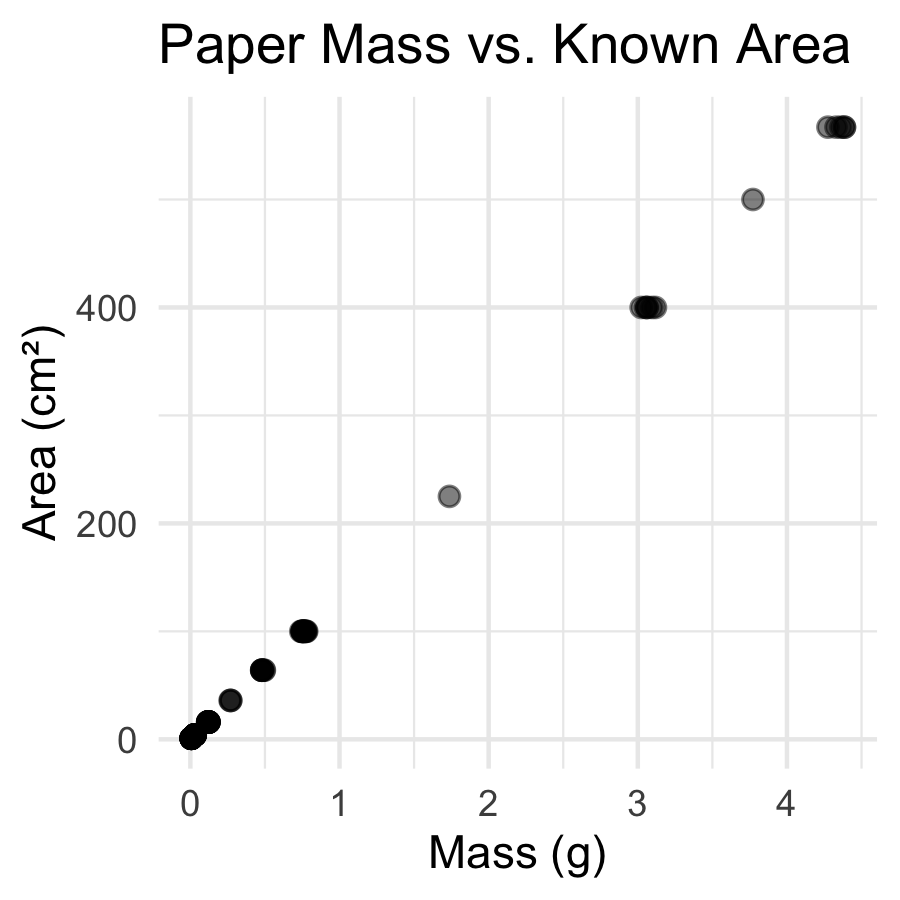 Paper Mass vs. Known Area
Area (cm²)
400
200
0
0 1 2 3 4
Mass (g)